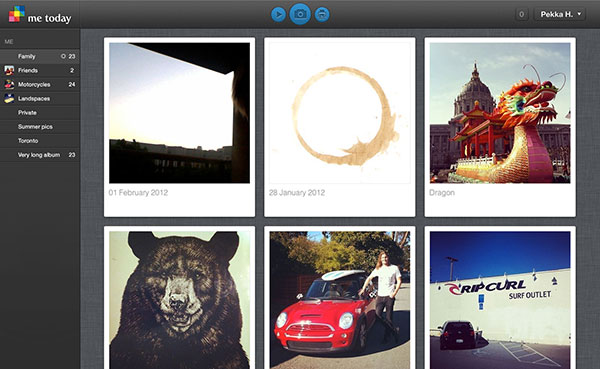 me today
0
Pekka H.
ME
Family 23
Friends 2
Motorcycles 24
Landspaces
Private
Summer pics
Toronto
Very long album 23
01 February 2012
28 January 2012
Dragon
RIP CURL
SURF OUTLET